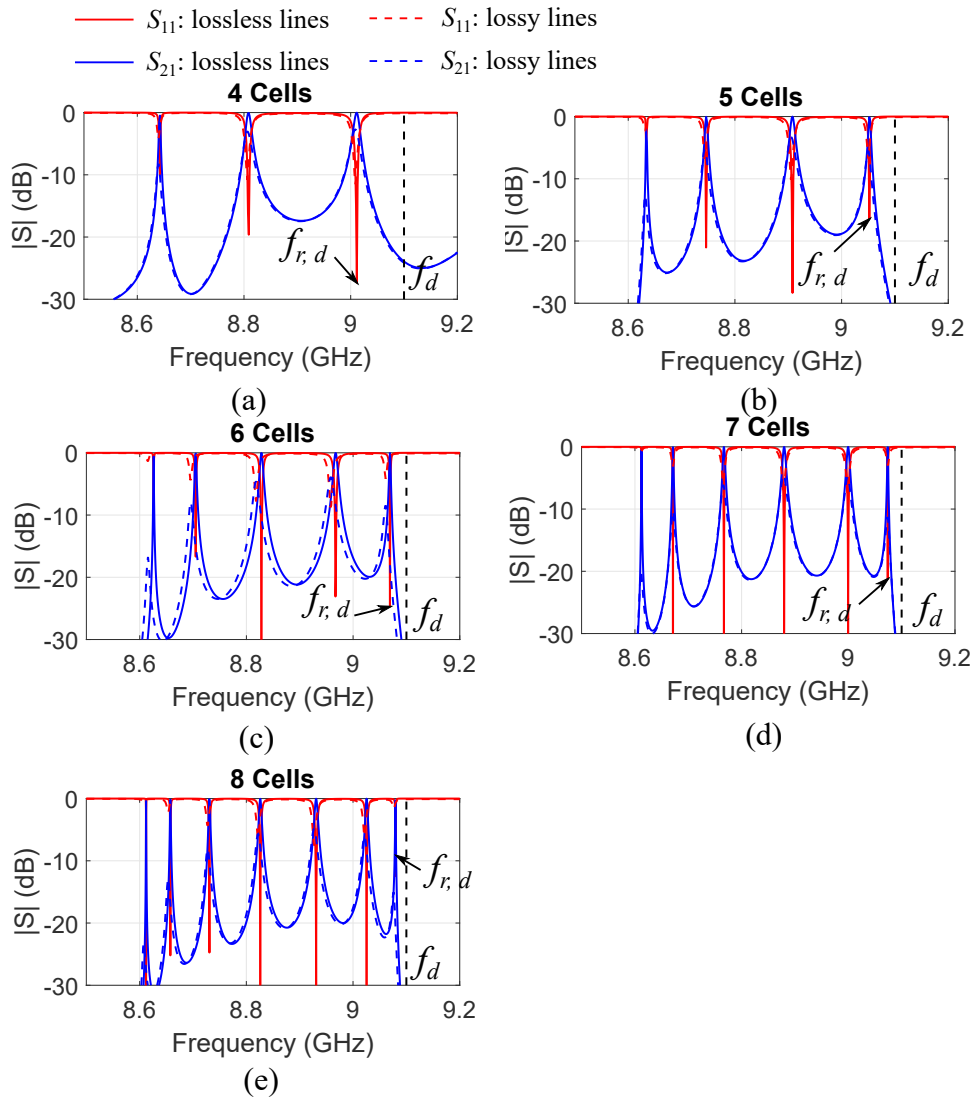 S11: lossless lines S11: lossy lines
S21: lossless lines S21: lossy lines
4 Cells
0
-10
-20
-30
|S| (dB)
fr, d
fd
8.6 8.8 9 9.2
Frequency (GHz)
(a)
5 Cells
0
-10
-20
-30
|S| (dB)
fr, d
fd
8.6 8.8 9 9.2
Frequency (GHz)
(b)
6 Cells
0
-10
-20
-30
|S| (dB)
fr, d
fd
8.6 8.8 9 9.2
Frequency (GHz)
(c)
7 Cells
0
-10
-20
-30
|S| (dB)
fr, d
fd
8.6 8.8 9 9.2
Frequency (GHz)
(d)
8 Cells
0
-10
-20
-30
|S| (dB)
fr, d
fd
8.6 8.8 9 9.2
Frequency (GHz)
(e)